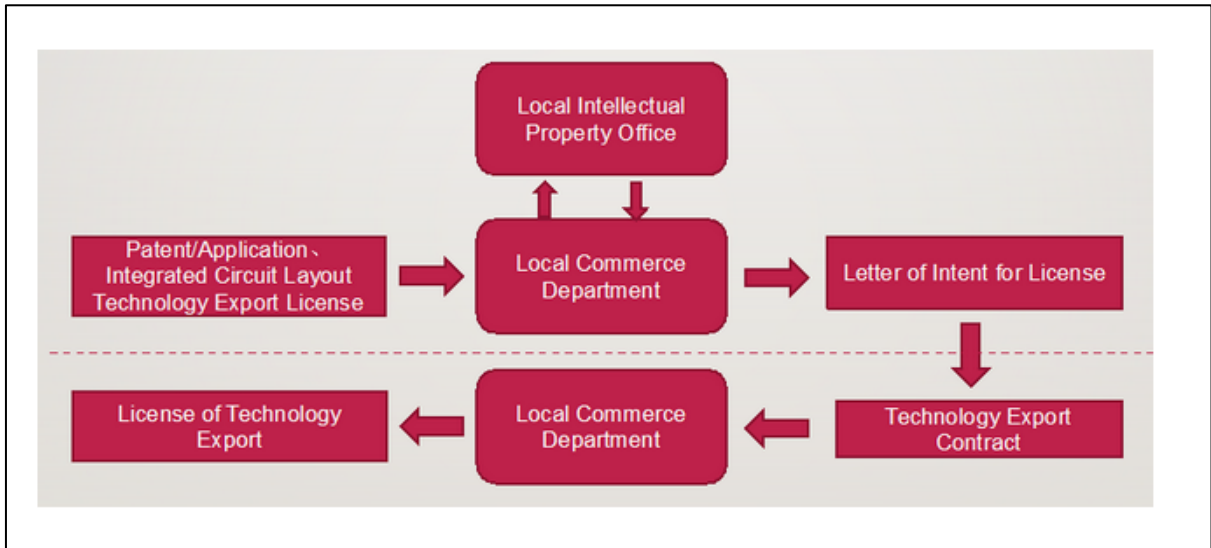 Local Intellectual
Property Office
Patent/Application、
Integrated Circuit Layout
Technology Export License
Local Commerce
Department
Letter of Intent for License
License of Technology
Export
Local Commerce
Department
Technology Export
Contract